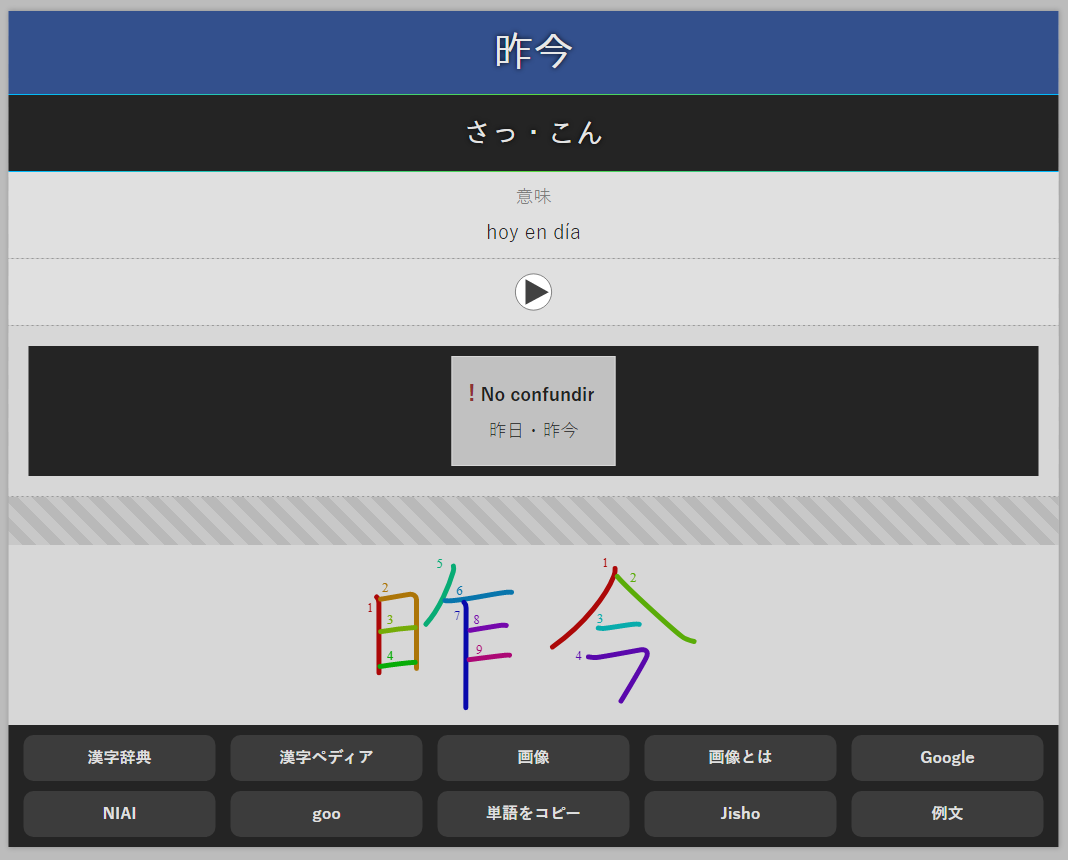 昨今
さっ・こん
意味
hoy en día
! No confundir
昨日・昨今
1 2 3 4 5 6 7 8 9 1 2 3 4
漢字辞典 漢字ペディア 画像 画像とは Google
NIAI goo 単語をコピー Jisho 例文